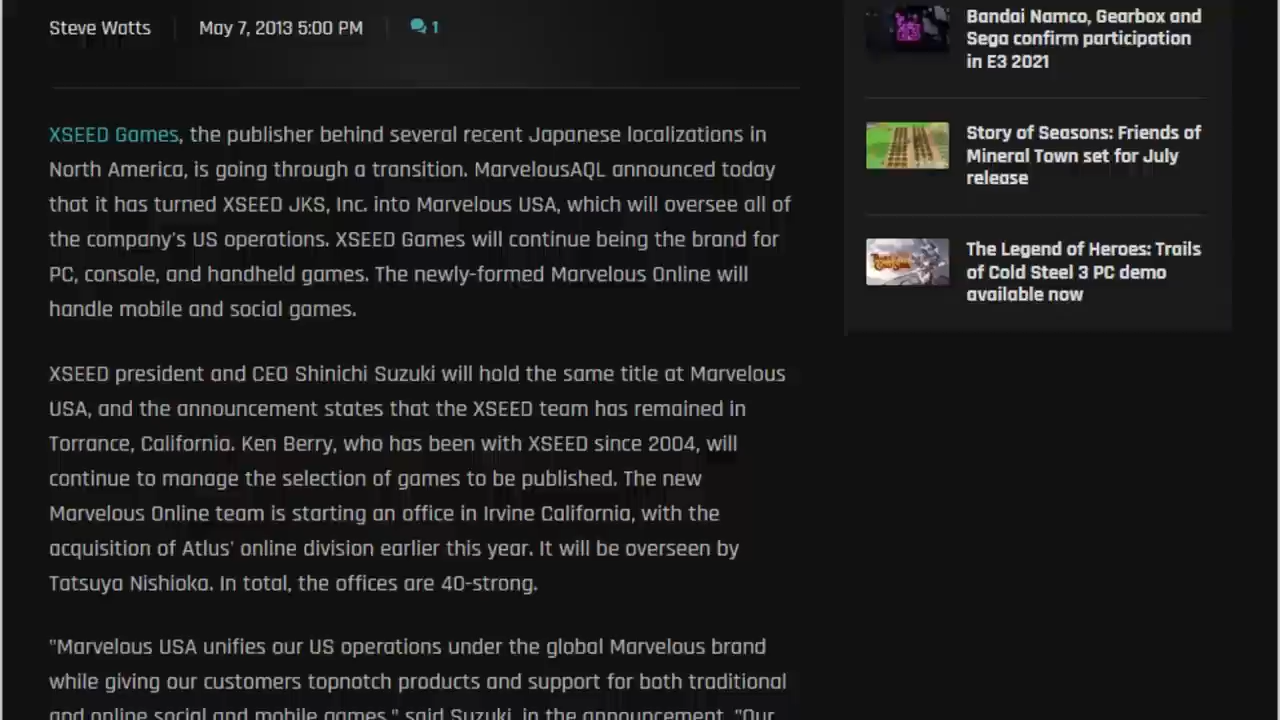 Steve Watts
May 7, 2013 5:00 PM
1
XSEED Games, the publisher behind several recent Japanese localizations in
North America, is going through a transition. MarvelousAQL announced today
that it has turned XSEED JKS, Inc. into Marvelous USA, which will oversee all of
the company's US operations. XSEED Games will continue being the brand for
PC, console, and handheld games. The newly-formed Marvelous Online will
handle mobile and social games.
XSEED president and CEO Shinichi Suzuki will hold the same title at Marvelous
USA, and the announcement states that the XSEED team has remained in
Torrance, California. Ken Berry, who has been with XSEED since 2004, will
continue to manage the selection of games to be published. The new
Marvelous Online team is starting an office in Irvine California, with the
acquisition of Atlus' online division earlier this year. It will be overseen by
Tatsuya Nishioka. In total, the offices are 40-strong.
"Marvelous USA unifies our US operations under the global Marvelous brand
while giving our customers topnotch products and support for both traditional
and online social and mobile games," said Suzuki, in the announcement. "Our
Bandai Namco, Gearbox and
Sega confirm participation
in E3 2021
Story of Seasons: Friends of
Mineral Town set for July
release
The Legend of Heroes: Trails
of Cold Steel 3 PC demo
available now